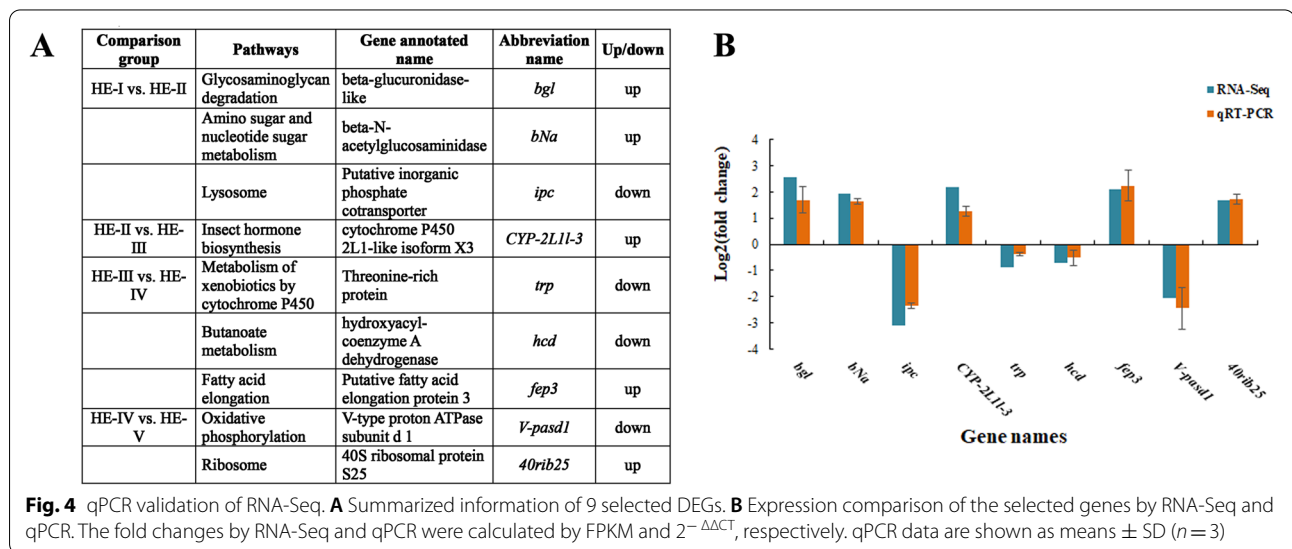 A
Comparison group | Pathways | Gene annotated name | Abbreviation name | Up/down
HE-I vs. HE-II | Glycosaminoglycan degradation | beta-glucuronidase-like | bgl | up
Amino sugar and nucleotide sugar metabolism | beta-N-acetylglucosaminidase | bNa | up
Lysosome | Putative inorganic phosphate cotransporter | ipc | down
HE-II vs. HE-III | Insect hormone biosynthesis | cytochrome P450 2L1-like isoform X3 | CYP-2L1l-3 | up
HE-III vs. HE-IV | Metabolism of xenobiotics by cytochrome P450 | Threonine-rich protein | trp | down
Butanoate metabolism | hydroxyacyl-coenzyme A dehydrogenase | hcd | down
Fatty acid elongation | Putative fatty acid elongation protein 3 | fep3 | up
HE-IV vs. HE-V | Oxidative phosphorylation | V-type proton ATPase subunit d 1 | V-pasd1 | down
Ribosome | 40S ribosomal protein S25 | 40rib25 | up
B
RNA-Seq
qRT-PCR
Log2(fold change)
4
3
2
1
0
-1
-2
-3
-4
bgl bNa ipc CYP-2L1l-3 trp hcd fep3 V-pasd1 40rib25
Gene names
Fig. 4 qPCR validation of RNA-Seq. A Summarized information of 9 selected DEGs. B Expression comparison of the selected genes by RNA-Seq and
qPCR. The fold changes by RNA-Seq and qPCR were calculated by FPKM and 2⁻ ΔΔCT, respectively. qPCR data are shown as means ± SD (n = 3)